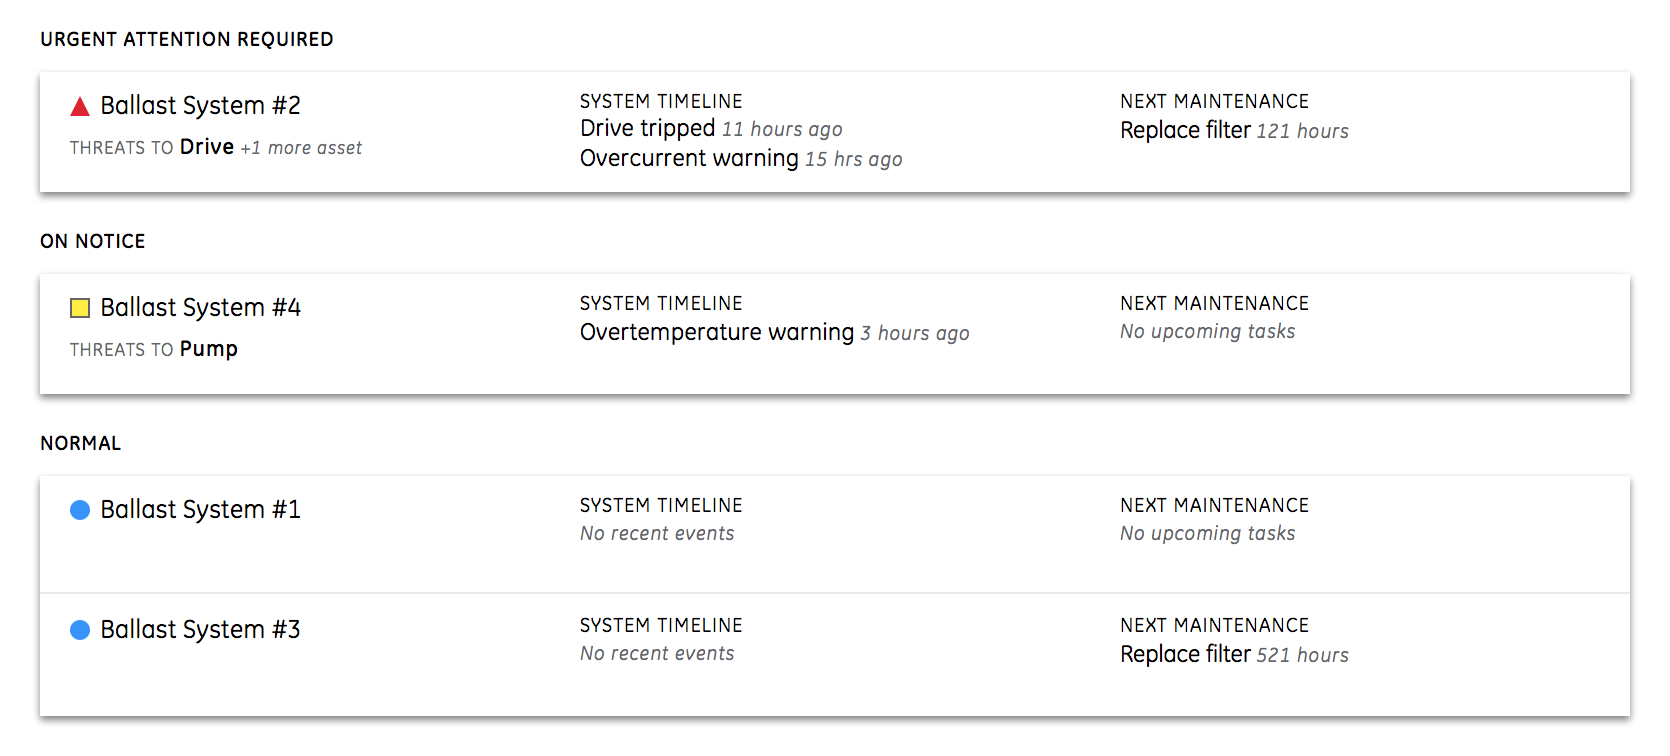 URGENT ATTENTION REQUIRED
Ballast System #2
THREATS TO Drive +1 more asset
SYSTEM TIMELINE
Drive tripped 11 hours ago
Overcurrent warning 15 hrs ago
NEXT MAINTENANCE
Replace filter 121 hours
ON NOTICE
Ballast System #4
THREATS TO Pump
SYSTEM TIMELINE
Overtemperature warning 3 hours ago
NEXT MAINTENANCE
No upcoming tasks
NORMAL
Ballast System #1
SYSTEM TIMELINE
No recent events
NEXT MAINTENANCE
No upcoming tasks
Ballast System #3
SYSTEM TIMELINE
No recent events
NEXT MAINTENANCE
Replace filter 521 hours